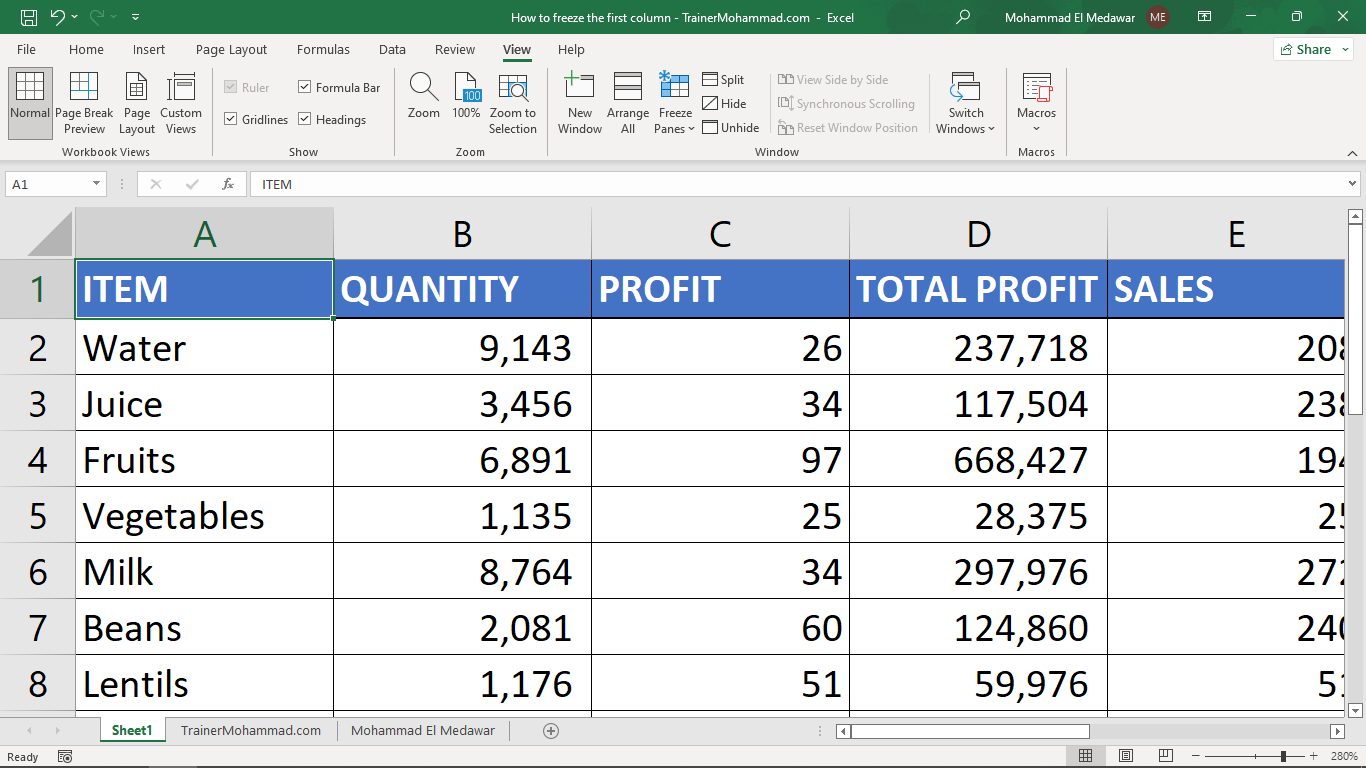 How to freeze the first column - TrainerMohammad.com - Excel
Mohammad El Medawar ME
File Home Insert Page Layout Formulas Data Review View Help Share
Normal
Page Break Preview
Page Layout
Custom Views
Workbook Views
Ruler
Formula Bar
Gridlines
Headings
Show
Zoom
100
100%
Zoom to Selection
Zoom
New Window
Arrange All
Freeze Panes
Split
Hide
Unhide
View Side by Side
Synchronous Scrolling
Reset Window Position
Switch Windows
Window
Macros
Macros
A1 fx ITEM
A B C D E
1 ITEM QUANTITY PROFIT TOTAL PROFIT SALES
2 Water 9,143 26 237,718
3 Juice 3,456 34 117,504
4 Fruits 6,891 97 668,427
5 Vegetables 1,135 25 28,375
6 Milk 8,764 34 297,976
7 Beans 2,081 60 124,860
8 Lentils 1,176 51 59,976
Sheet1 TrainerMohammad.com Mohammad El Medawar
Ready 280%